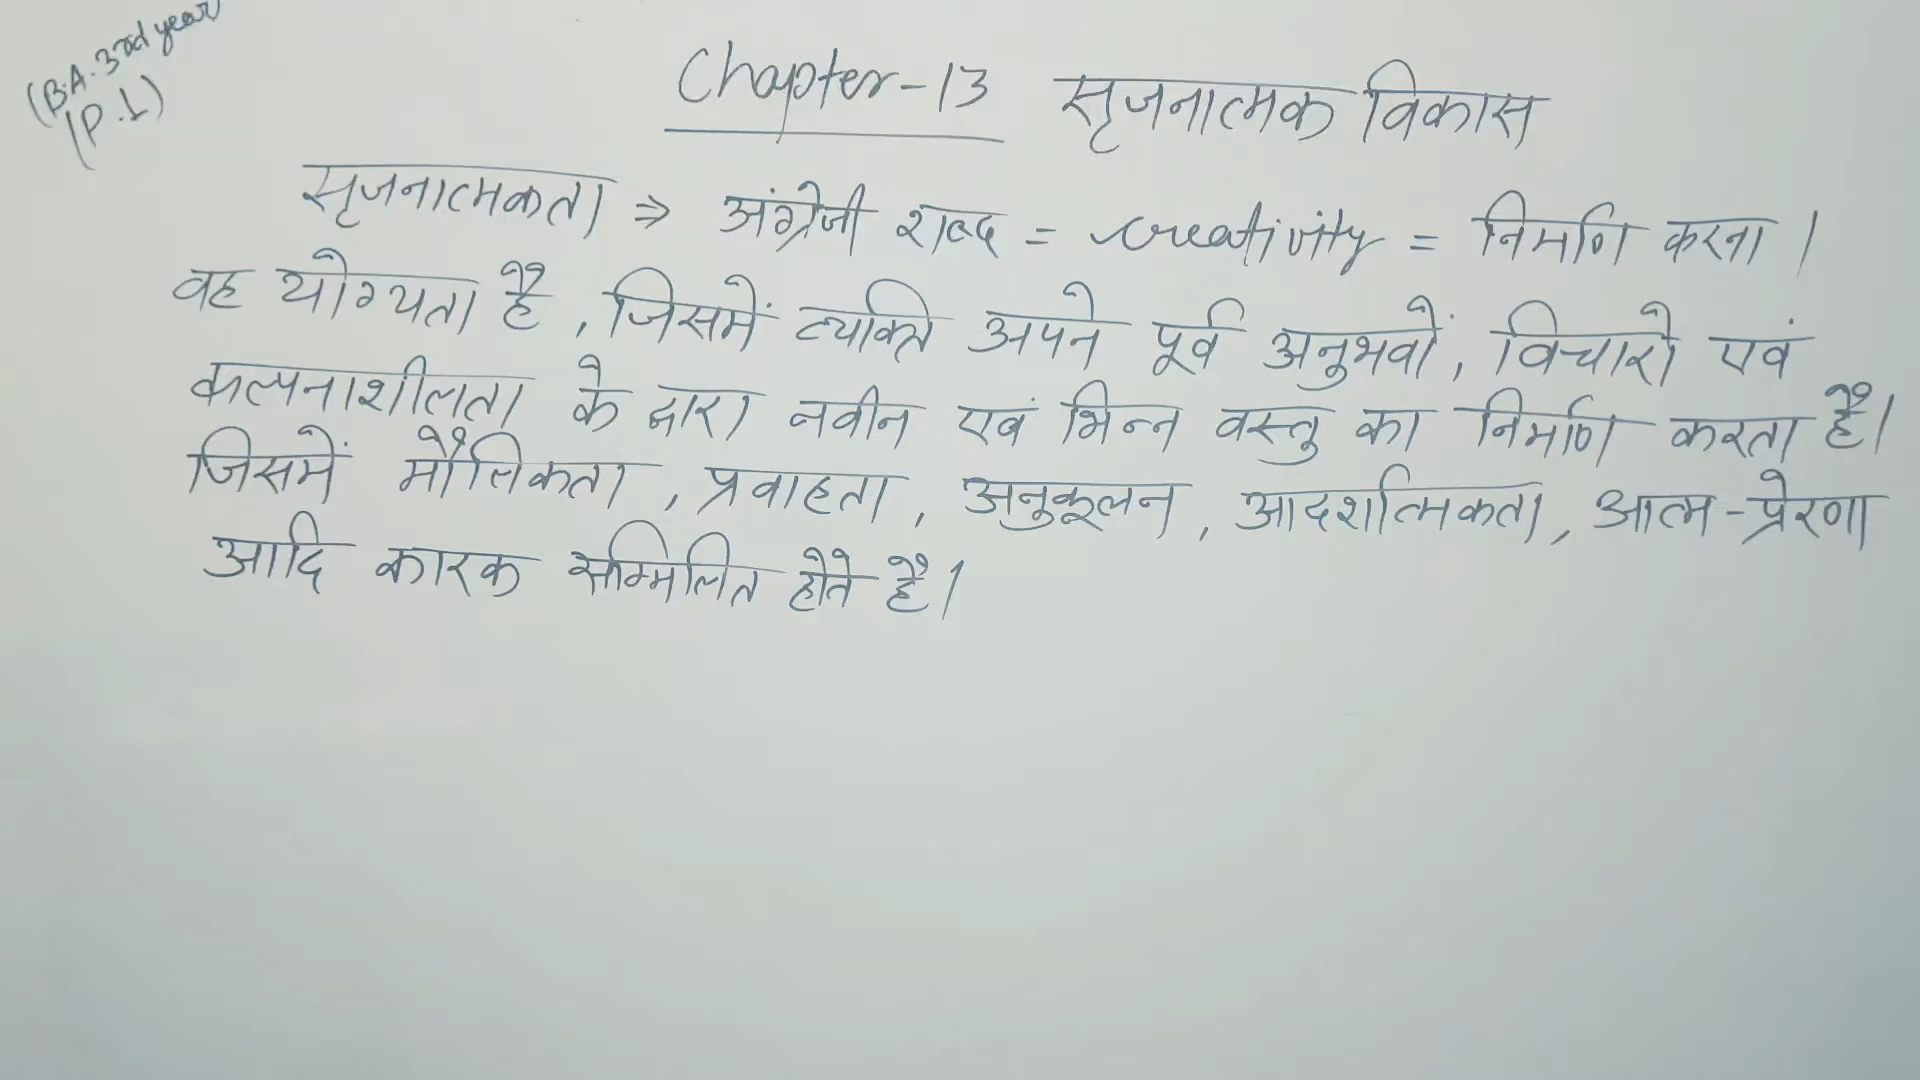 (B.A. 3rd year
(P.1)
Chapter-13 सृजनात्मक विकास
सृजनात्मकता ⇒ अंग्रेजी शब्द = creativity = निर्माण करना।
वह योग्यता है, जिसमें व्यक्ति अपने पूर्व अनुभवों, विचारो एवं
कल्पनाशीलता के द्वारा नवीन एवं भिन्न वस्तु का निर्माण करता है।
जिसमें मौलिकता, प्रवाहता, अनुकूलन, आदर्शात्मकता, आत्म-प्रेरणा
आदि कारक सम्मिलित होते है।